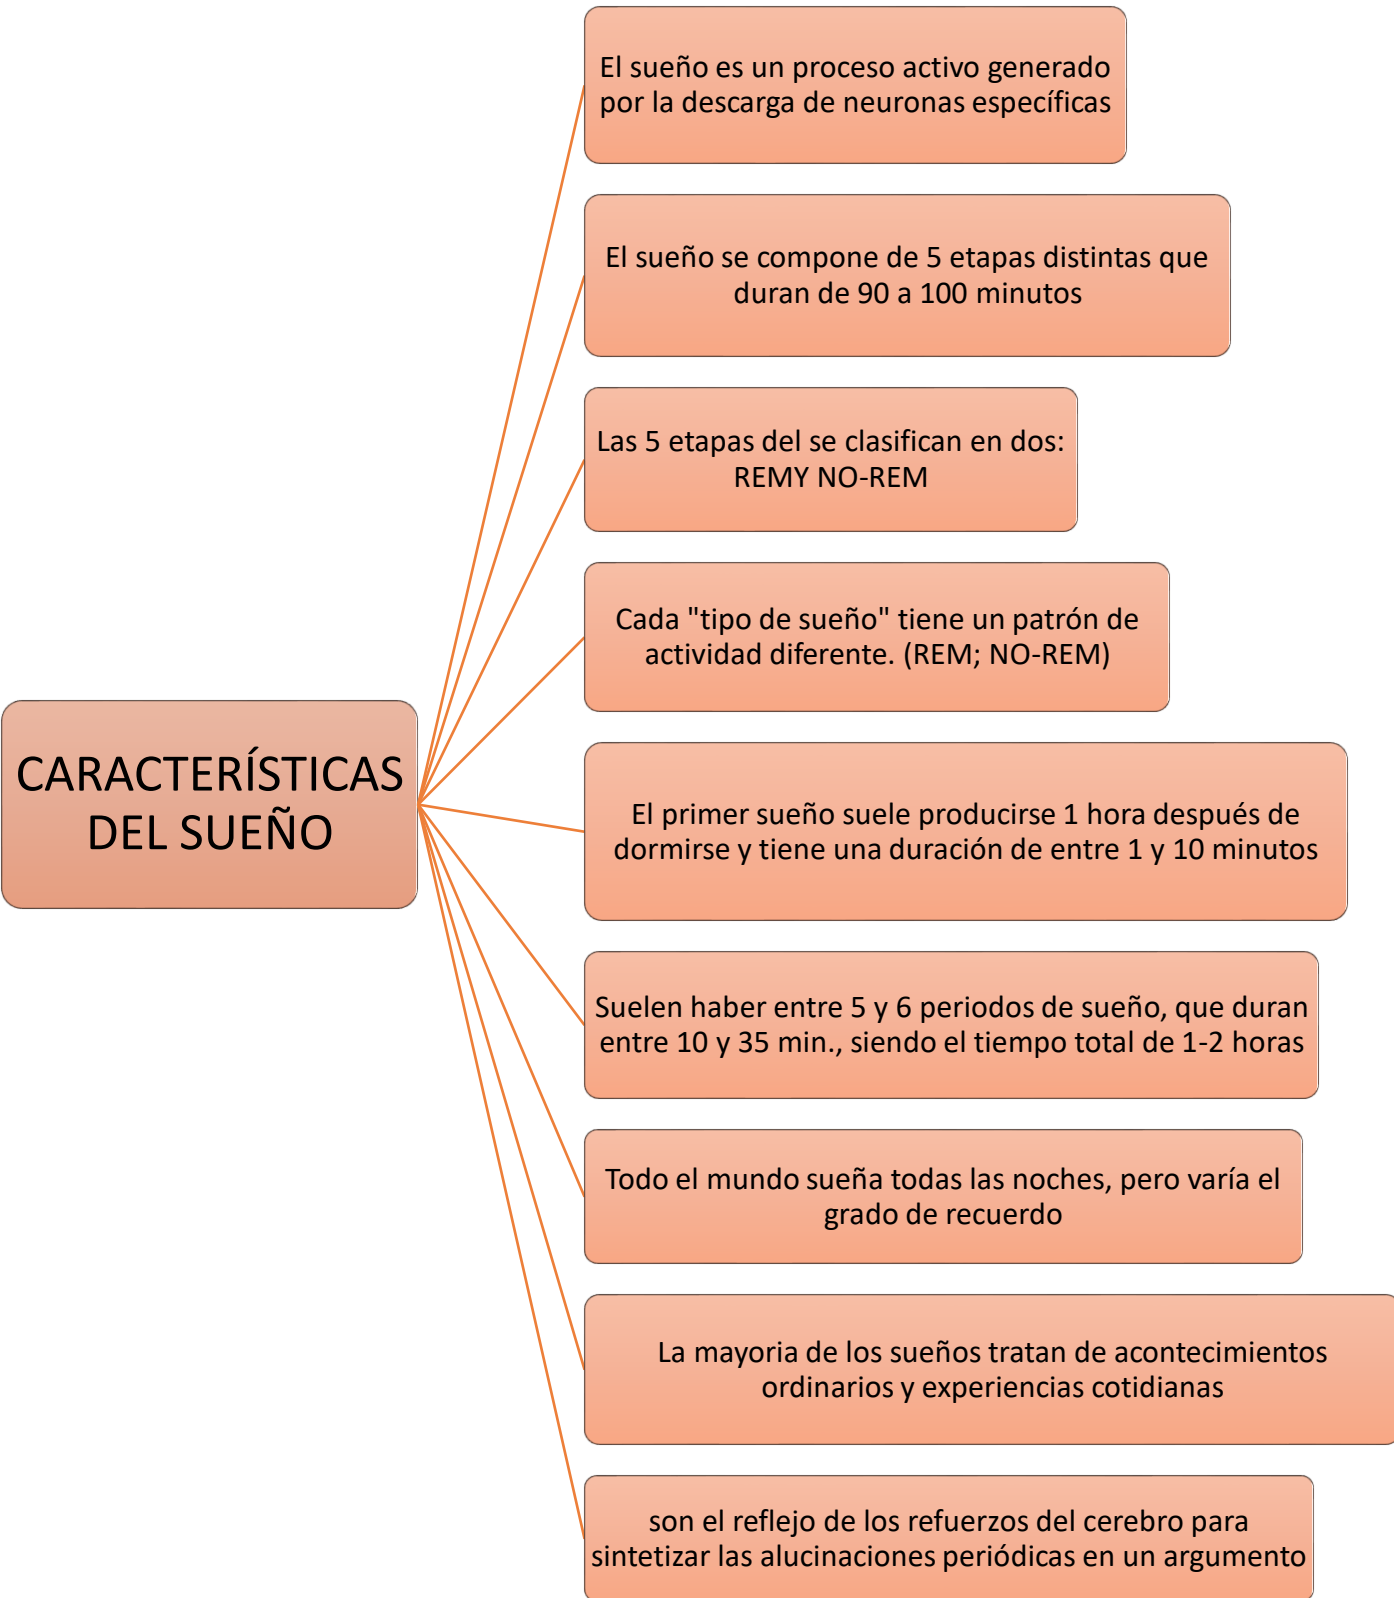 El sueño es un proceso activo generado
por la descarga de neuronas específicas
El sueño se compone de 5 etapas distintas que
duran de 90 a 100 minutos
Las 5 etapas del se clasifican en dos:
REMY NO-REM
Cada "tipo de sueño" tiene un patrón de
actividad diferente. (REM; NO-REM)
CARACTERÍSTICAS
DEL SUEÑO
El primer sueño suele producirse 1 hora después de
dormirse y tiene una duración de entre 1 y 10 minutos
Suelen haber entre 5 y 6 periodos de sueño, que duran
entre 10 y 35 min., siendo el tiempo total de 1-2 horas
Todo el mundo sueña todas las noches, pero varía el
grado de recuerdo
La mayoria de los sueños tratan de acontecimientos
ordinarios y experiencias cotidianas
son el reflejo de los refuerzos del cerebro para
sintetizar las alucinaciones periódicas en un argumento